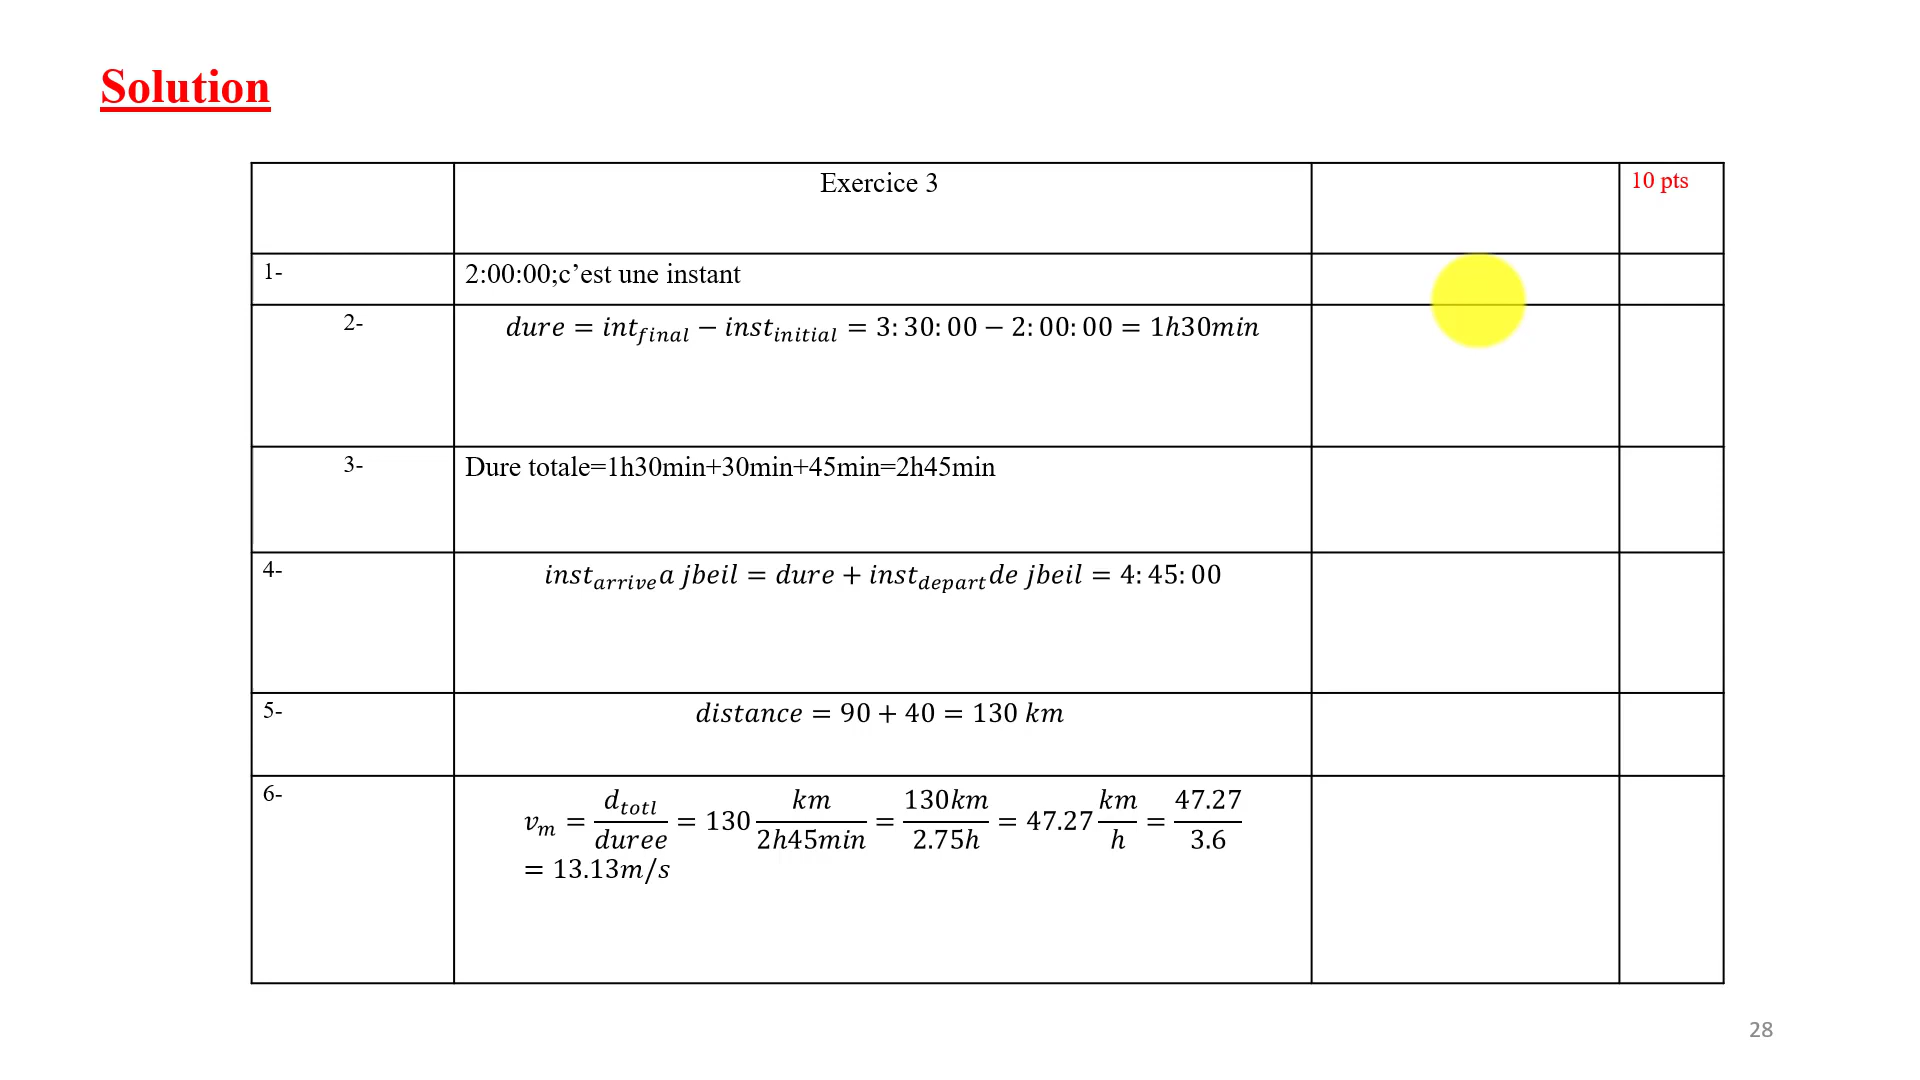 Solution
Exercice 3
10 pts
1-
2:00:00;c’est une instant
2-
dure = int_final − inst_initial = 3:30:00 − 2:00:00 = 1h30min
3-
Dure totale=1h30min+30min+45min=2h45min
4-
inst_arrive a jbeil = dure + inst_depart de jbeil = 4:45:00
5-
distance = 90 + 40 = 130 km
6-
v_m = d_totl/duree = 130 km/2h45min = 130km/2.75h = 47.27 km/h = 47.27/3.6
= 13.13m/s
28